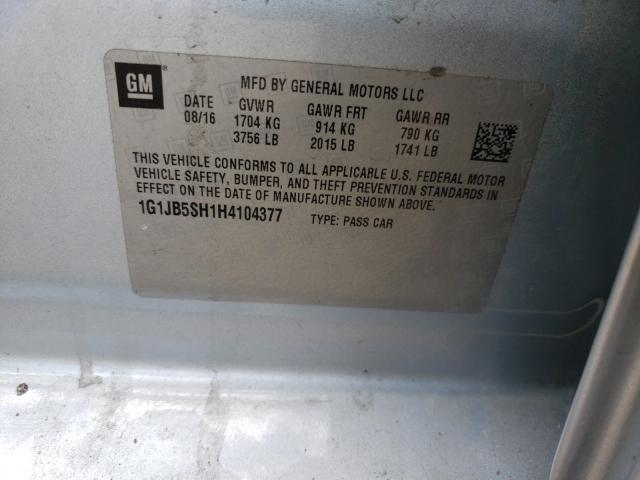 GM ®
MFD BY GENERAL MOTORS LLC
DATE GVWR GAWR FRT GAWR RR
08/16 1704 KG 914 KG 790 KG
3756 LB 2015 LB 1741 LB
THIS VEHICLE CONFORMS TO ALL APPLICABLE U.S. FEDERAL MOTOR
VEHICLE SAFETY, BUMPER, AND THEFT PREVENTION STANDARDS IN
EFFECT ON THE DATE OF MANUFACTURE SHOWN ABOVE.
1G1JB5SH1H4104377 TYPE: PASS CAR